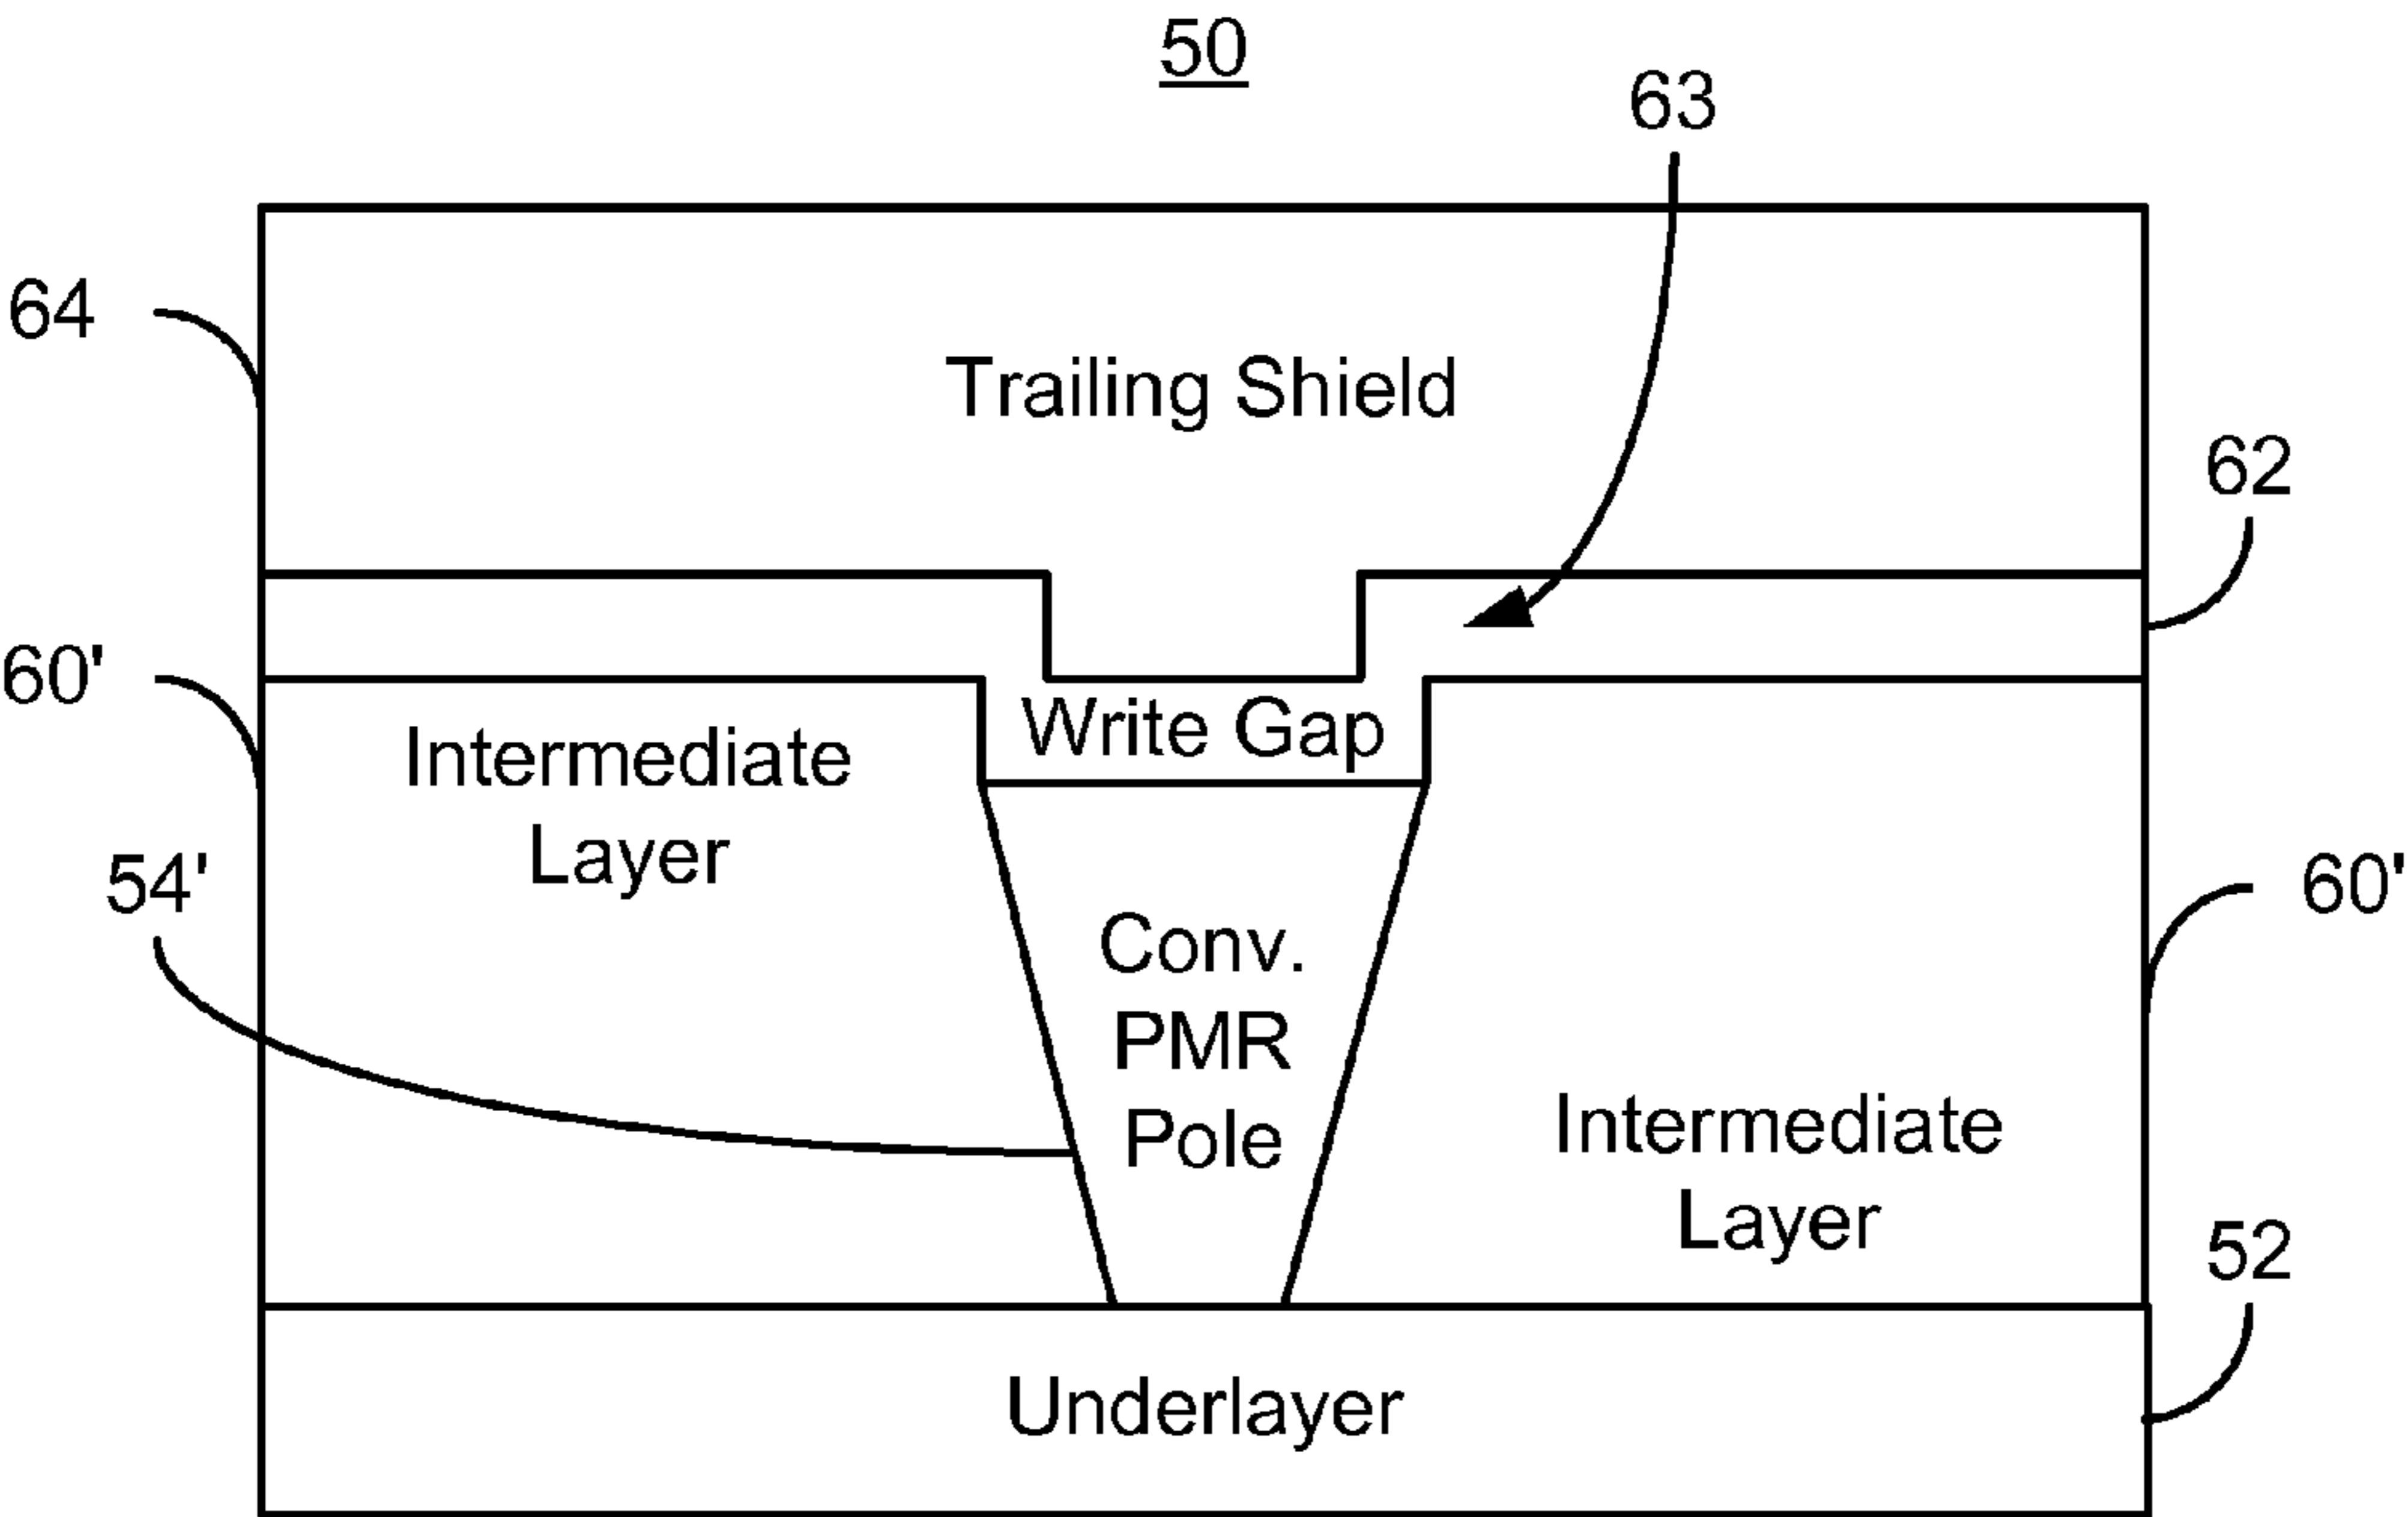 50
63
64
Trailing Shield
62
60'
Write Gap
Intermediate
Layer
54'
60'
Conv.
PMR
Pole
Intermediate
Layer
52
Underlayer